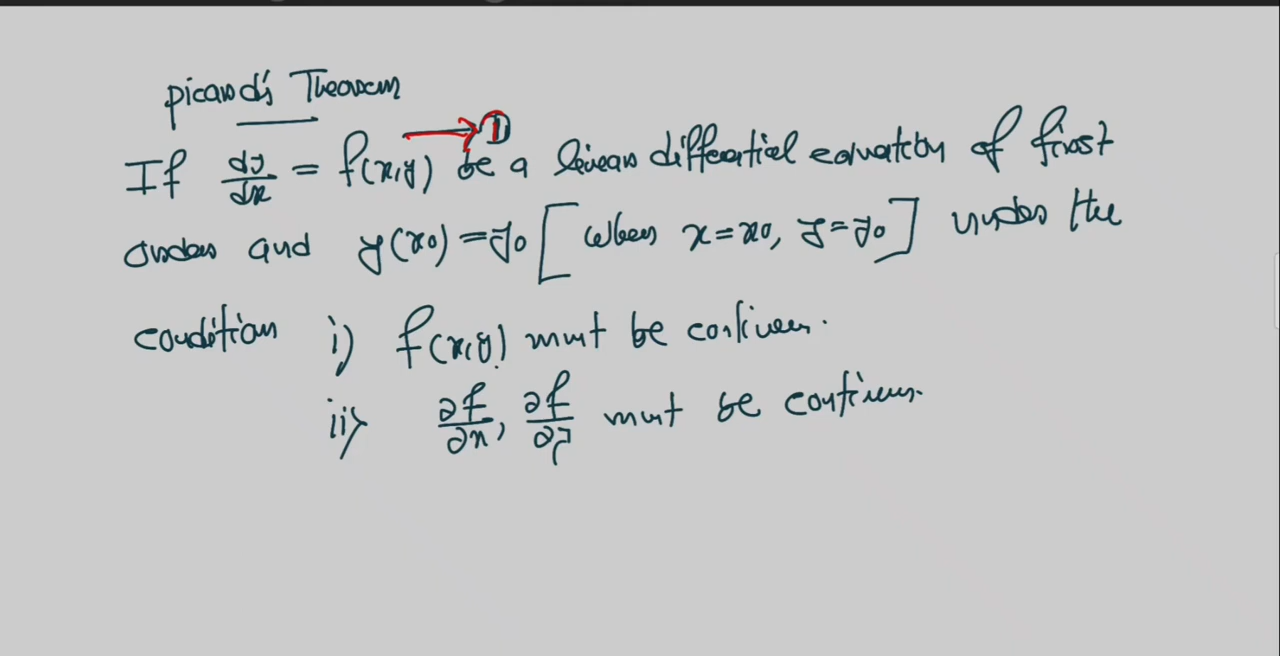 picard's Theorem
If dy/dx = f(x,y) → ① be a linear differential equation of first
order and y(x₀) = y₀ [when x = x₀, y = y₀] under the
condition i) f(x,y) must be continuous.
ii) ∂f/∂x, ∂f/∂y must be continuous.